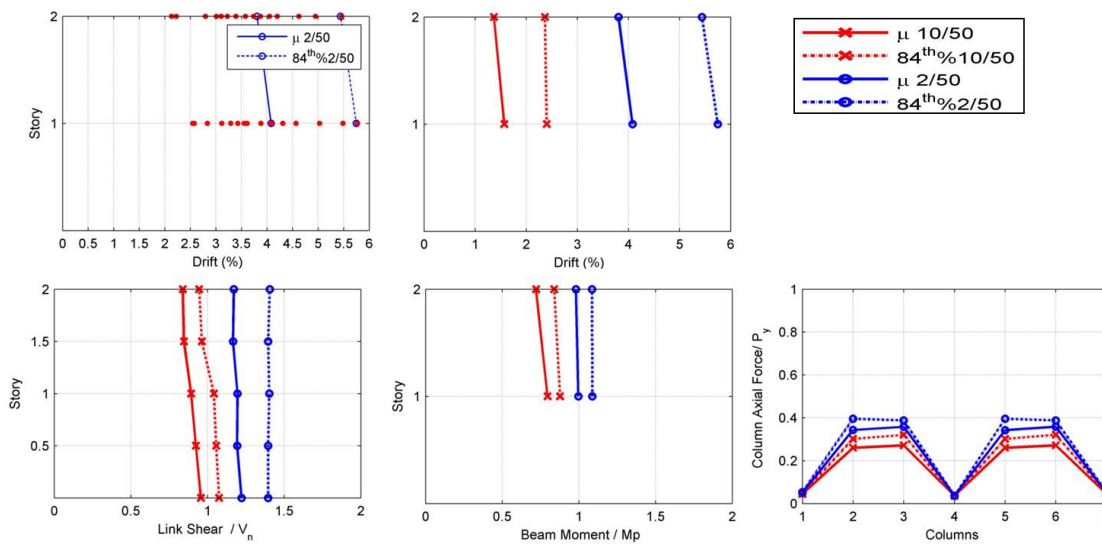 2
Story
1
μ 2/50
84th%2/50
0 0.5 1 1.5 2 2.5 3 3.5 4 4.5 5 5.5 6
Drift (%)
2
Story
1
0 1 2 3 4 5 6
Drift (%)
μ 10/50
84th%10/50
μ 2/50
84th%2/50
2
1.5
Story
1
0.5
0 0.5 1 1.5 2
Link Shear / Vn
2
Story
1
0 0.5 1 1.5 2
Beam Moment / Mp
1
0.8
0.6
0.4
0.2
0
Column Axial Force/ Py
1 2 3 4 5 6
Columns